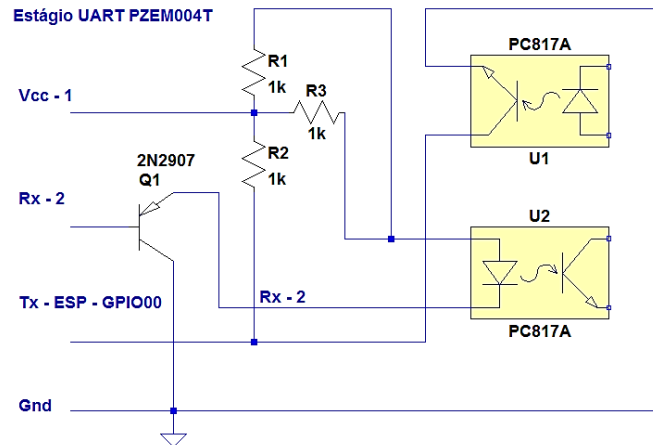 Estágio UART PZEM004T
PC817A
R1
1k
Vcc - 1
R3
1k
R2
1k
U1
2N2907
Q1
Rx - 2
U2
Tx - ESP - GPIO00
Rx - 2
PC817A
Gnd